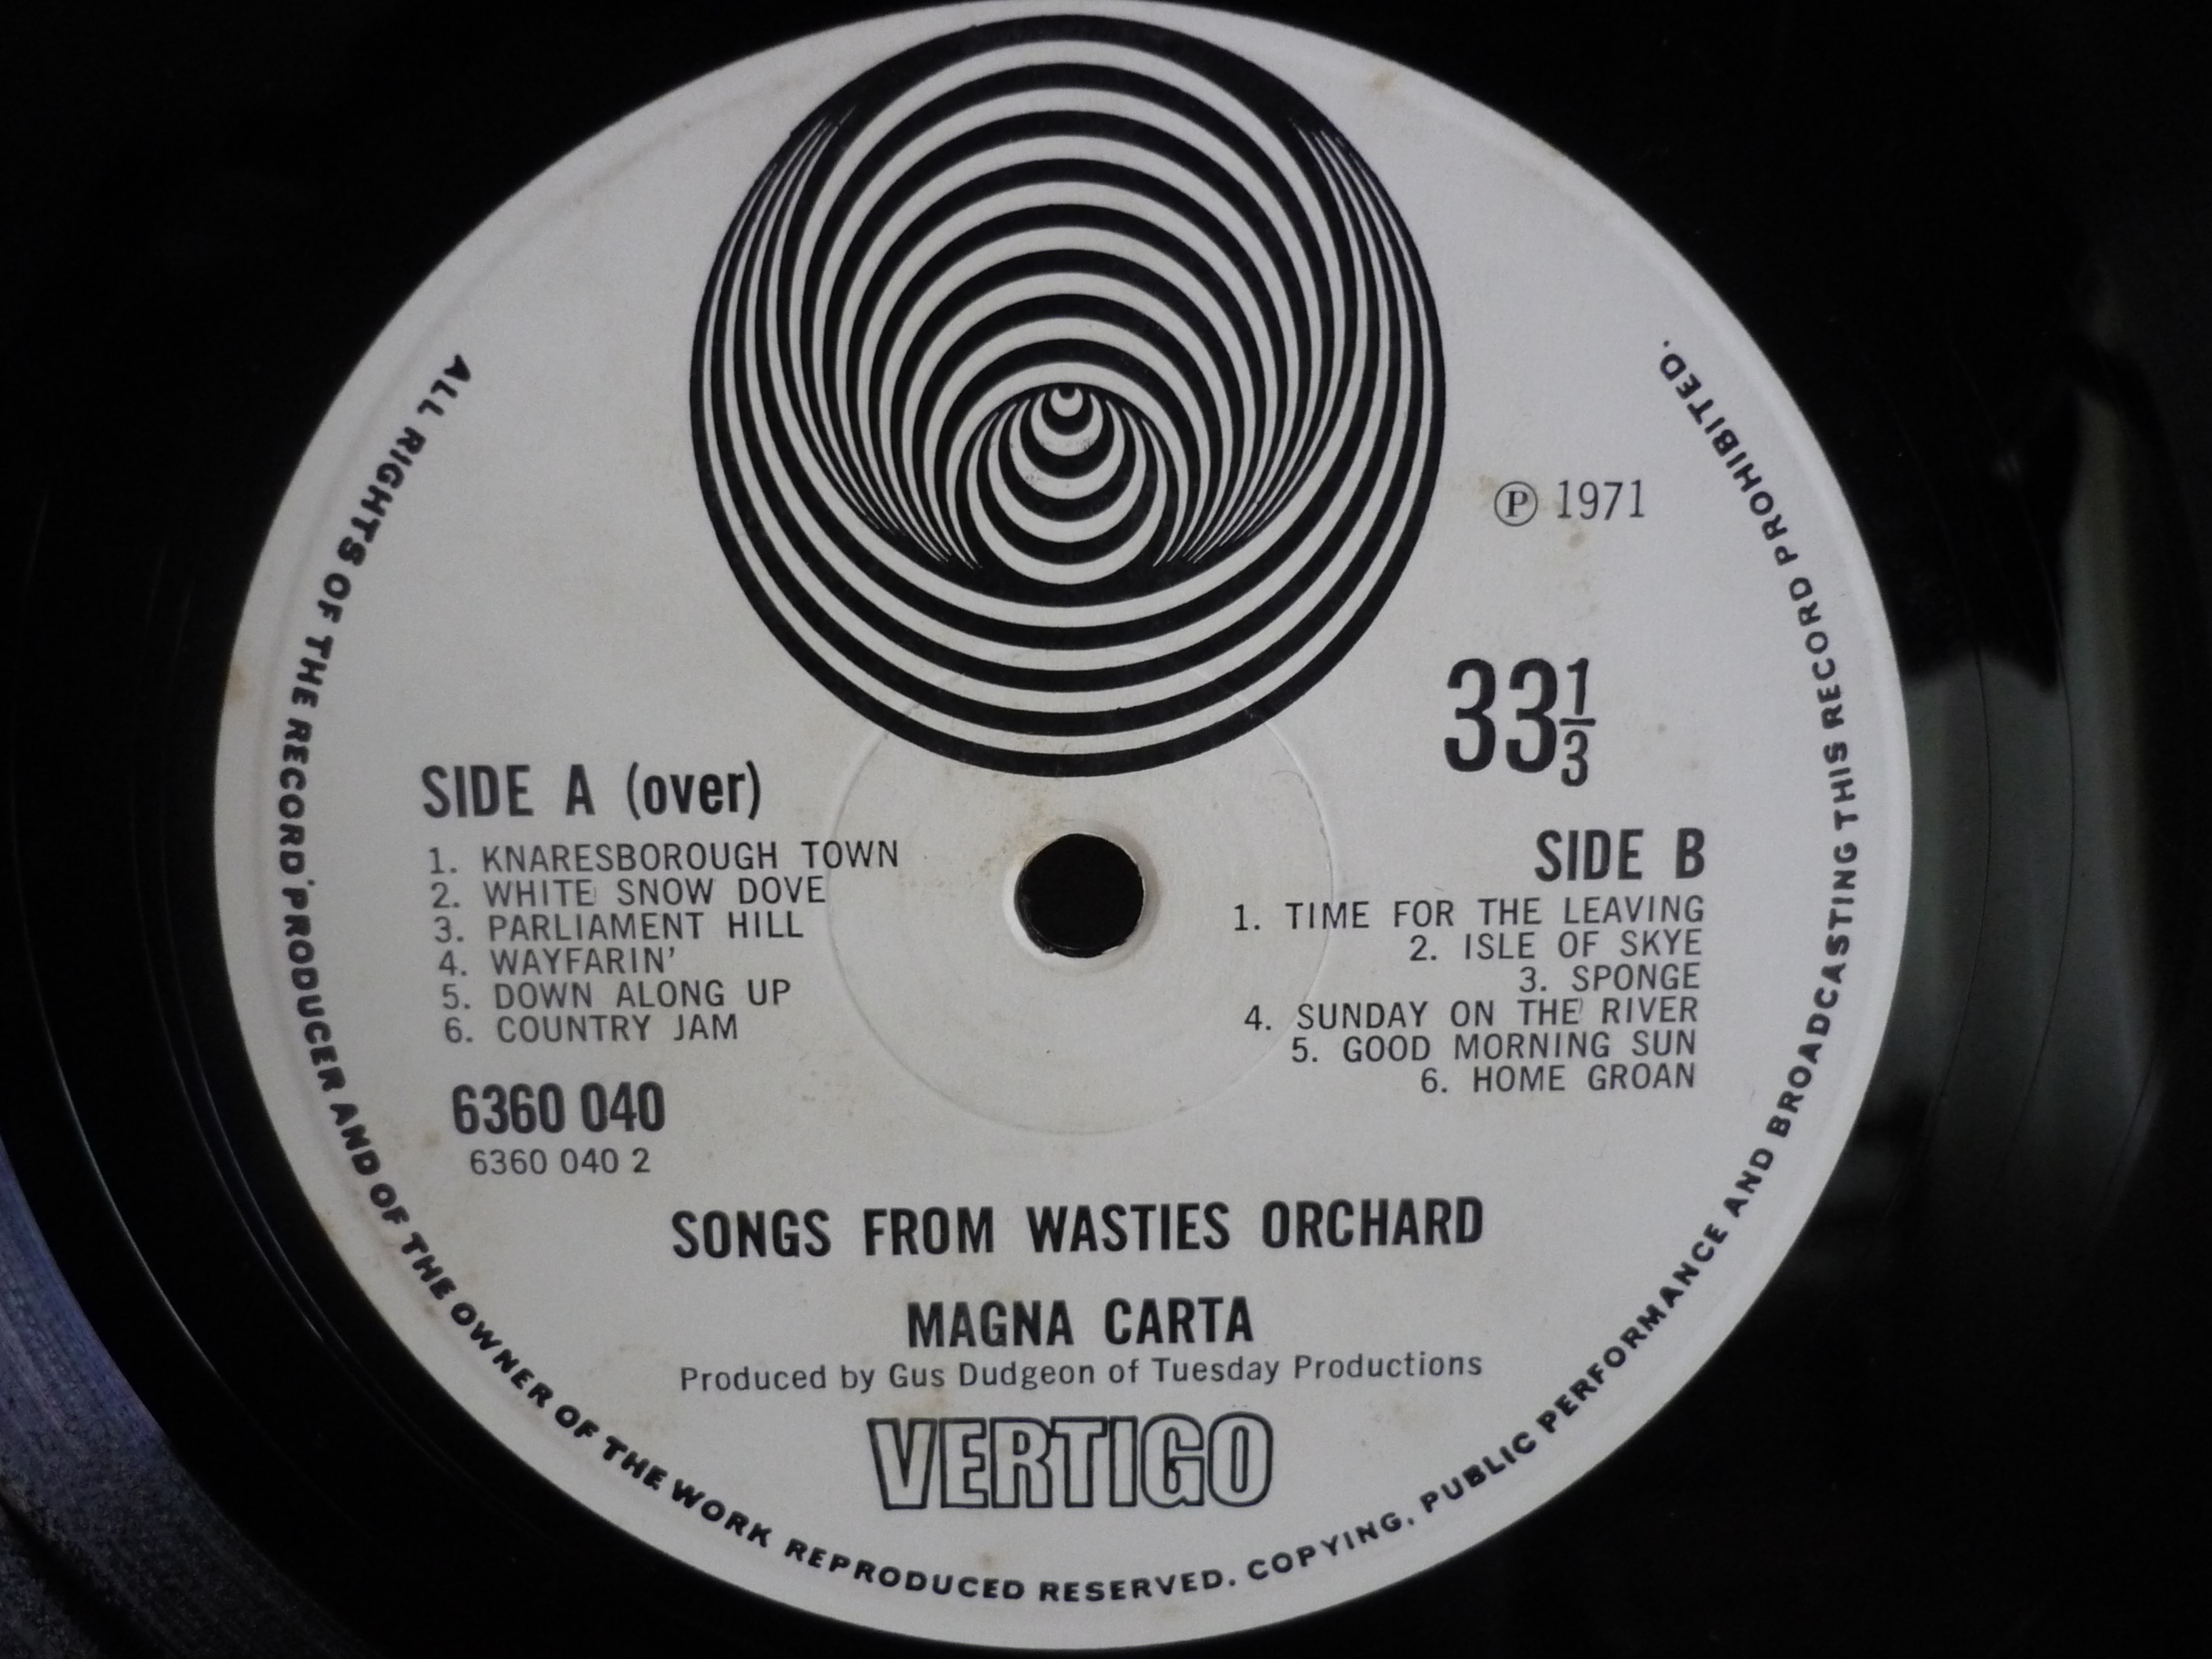 ALL RIGHTS OF THE RECORD PRODUCER AND OF THE OWNER OF THE WORK REPRODUCED RESERVED. COPYING, PUBLIC PERFORMANCE AND BROADCASTING THIS RECORD PROHIBITED.
℗ 1971
33 1/3
SIDE A (over)
1. KNARESBOROUGH TOWN
2. WHITE SNOW DOVE
3. PARLIAMENT HILL
4. WAYFARIN'
5. DOWN ALONG UP
6. COUNTRY JAM
6360 040
6360 040 2
SIDE B
1. TIME FOR THE LEAVING
2. ISLE OF SKYE
3. SPONGE
4. SUNDAY ON THE RIVER
5. GOOD MORNING SUN
6. HOME GROAN
SONGS FROM WASTIES ORCHARD
MAGNA CARTA
Produced by Gus Dudgeon of Tuesday Productions
VERTIGO